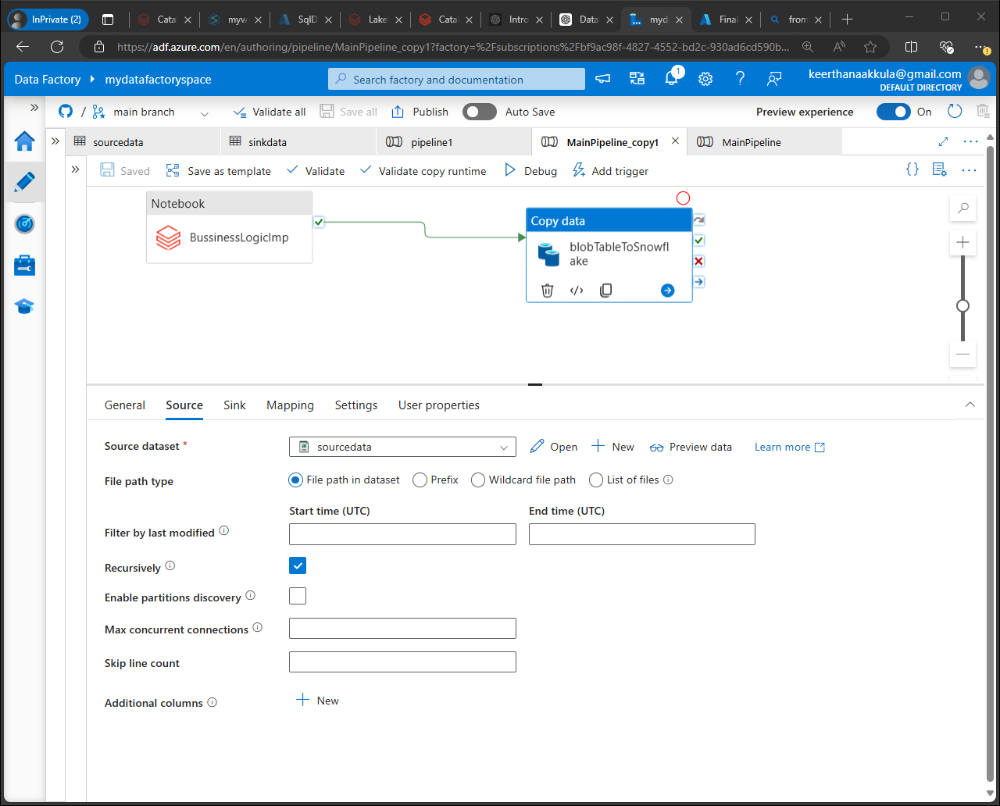 InPrivate (2)
Catal
myw
SqlD
Lake
Catal
Intro
Data
myd
Final
from
https://adf.azure.com/en/authoring/pipeline/MainPipeline_copy1?factory=%2Fsubscriptions%2Fbf9ac98f-4827-4552-bd2c-930ad6cd590b...
Data Factory
mydatafactoryspace
Search factory and documentation
1
keerthanaakkula@gmail.com
DEFAULT DIRECTORY
/
main branch
Validate all
Save all
Publish
Auto Save
Preview experience
On
sourcedata
sinkdata
pipeline1
MainPipeline_copy1
MainPipeline
Saved
Save as template
Validate
Validate copy runtime
Debug
Add trigger
Notebook
BussinessLogicImp
Copy data
blobTableToSnowfl
ake
General
Source
Sink
Mapping
Settings
User properties
Source dataset *
sourcedata
Open
New
Preview data
Learn more
File path type
File path in dataset
Prefix
Wildcard file path
List of files
Start time (UTC)
End time (UTC)
Filter by last modified
Recursively
Enable partitions discovery
Max concurrent connections
Skip line count
Additional columns
New